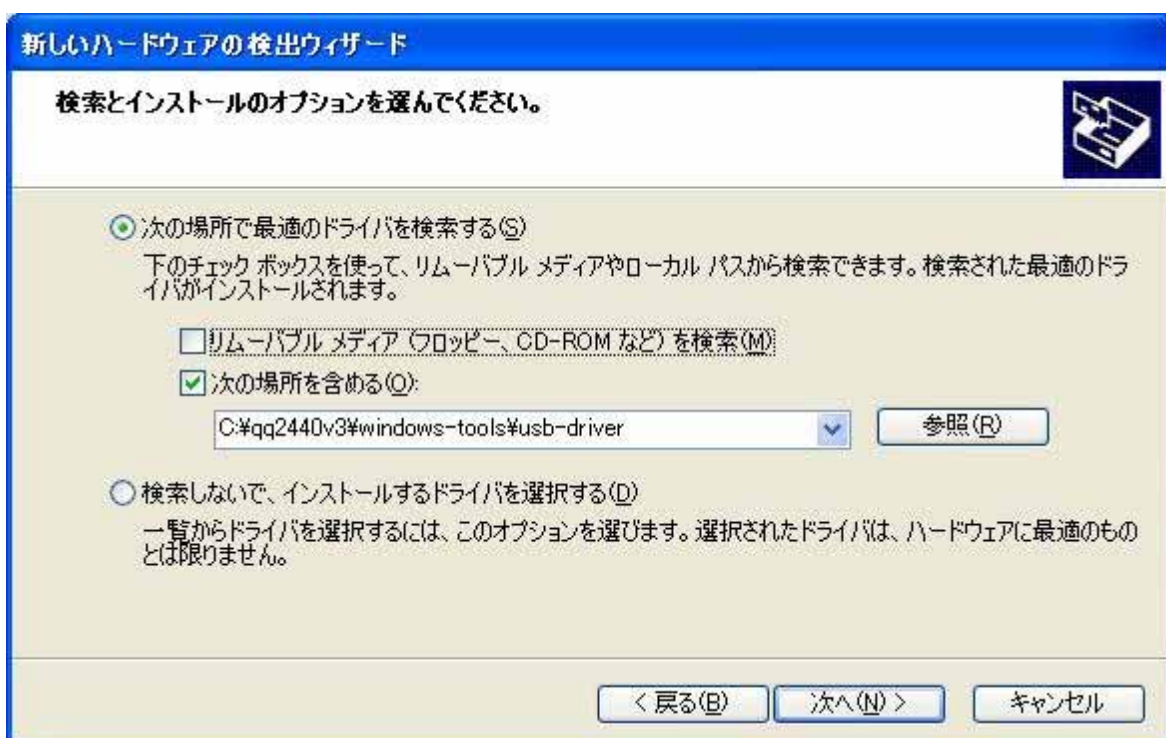 新しいハードウェアの検出ウィザード
検索とインストールのオプションを選んでください。
次の場所で最適のドライバを検索する(S)
下のチェック ボックスを使って、リムーバブル メディアやローカル パスから検索できます。検索された最適のドラ
イバがインストールされます。
リムーバブル メディア (フロッピー、CD-ROM など) を検索(M)
次の場所を含める(O):
C:¥qq2440v3¥windows-tools¥usb-driver
参照(R)
検索しないで、インストールするドライバを選択する(D)
一覧からドライバを選択するには、このオプションを選びます。選択されたドライバは、ハードウェアに最適のもの
とは限りません。
< 戻る(B) 次へ(N) > キャンセル